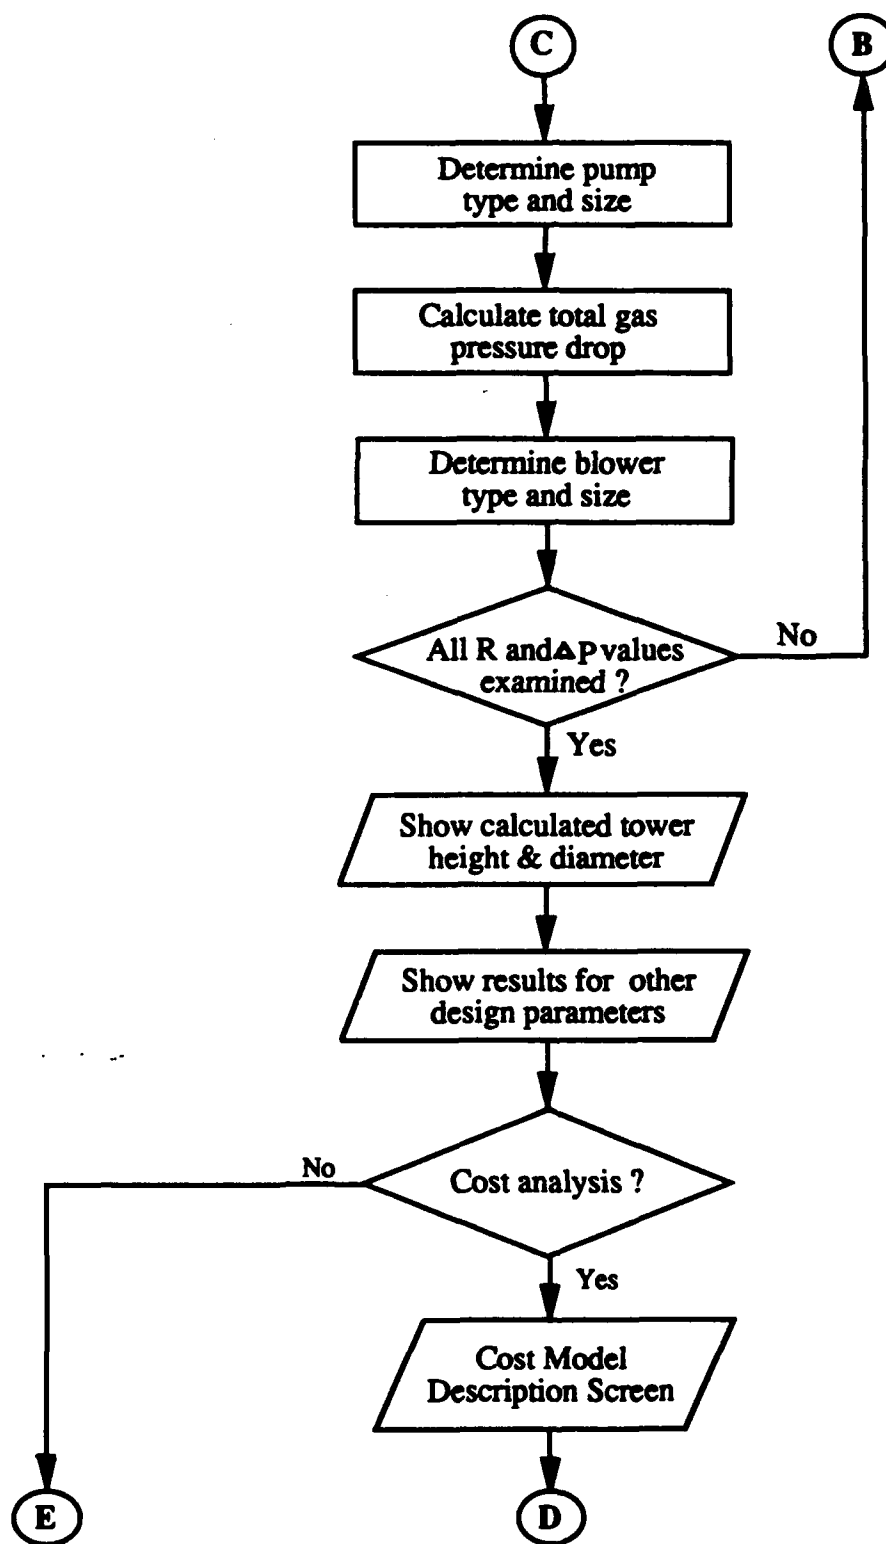 C
B
Determine pump
type and size
Calculate total gas
pressure drop
Determine blower
type and size
All R and ΔP values
examined ?
No
Yes
Show calculated tower
height & diameter
Show results for other
design parameters
No
Cost analysis ?
Yes
Cost Model
Description Screen
E
D